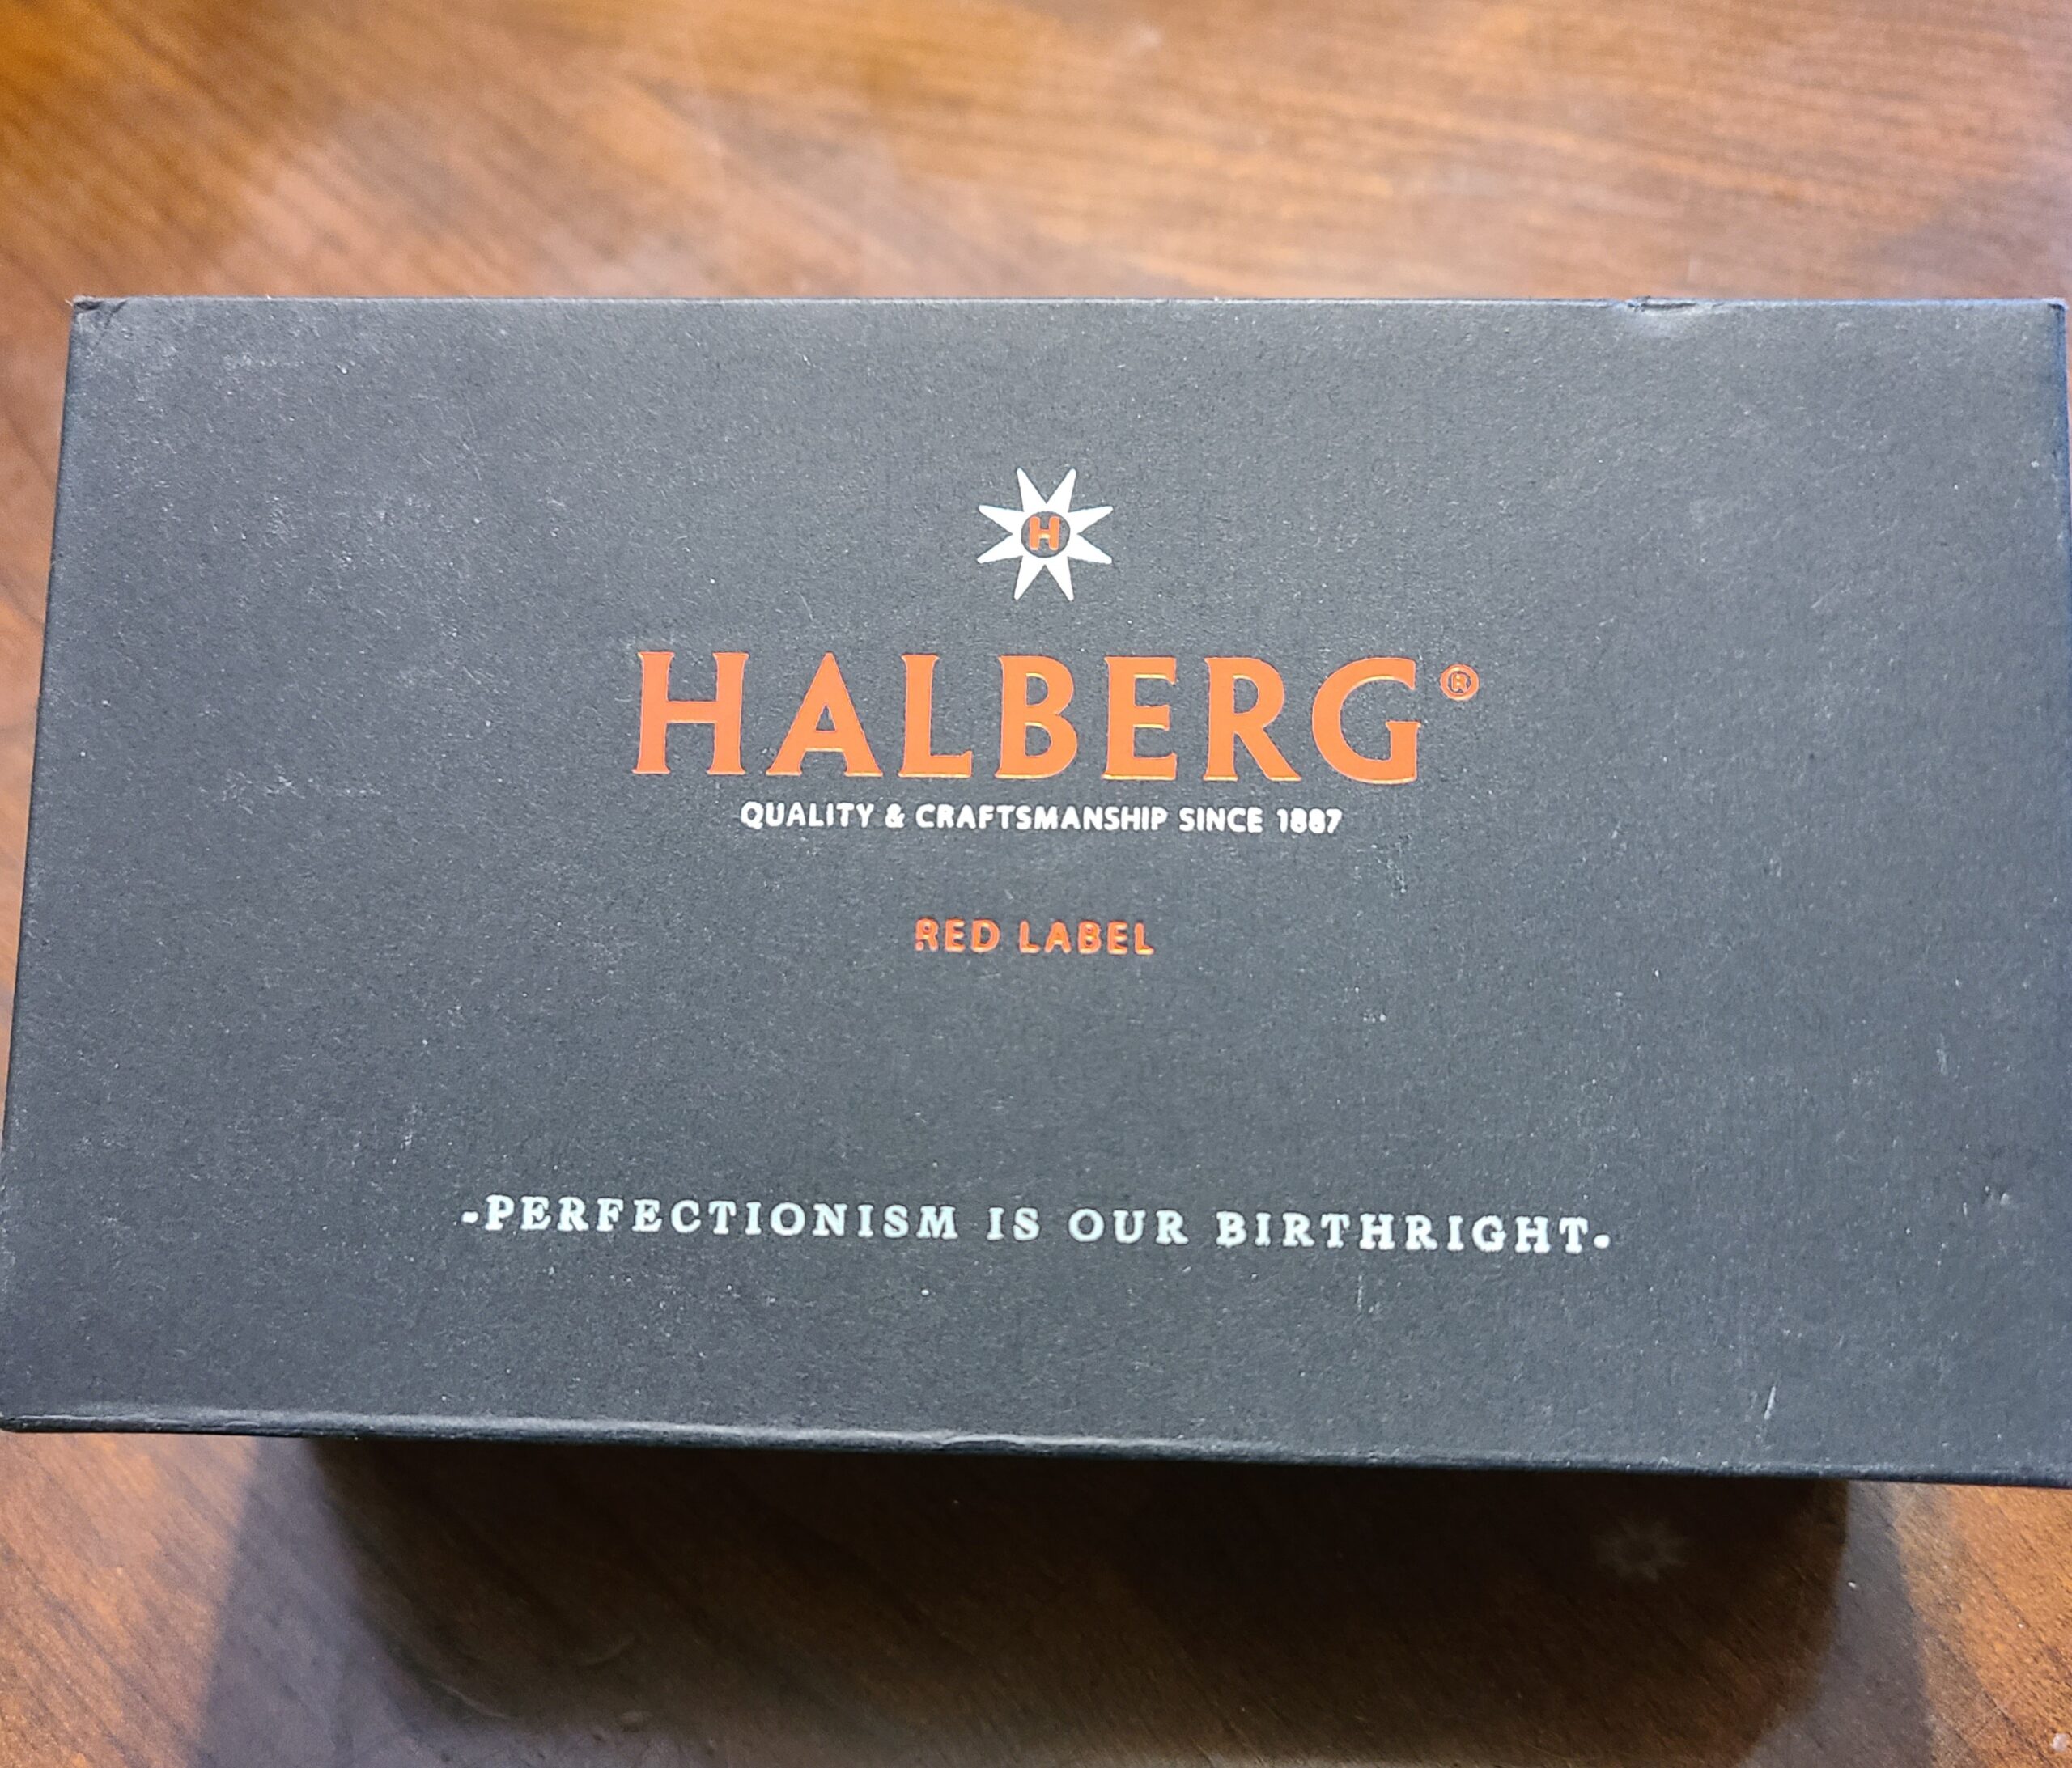 H
HALBERG®
QUALITY & CRAFTSMANSHIP SINCE 1887
RED LABEL
-PERFECTIONISM IS OUR BIRTHRIGHT-